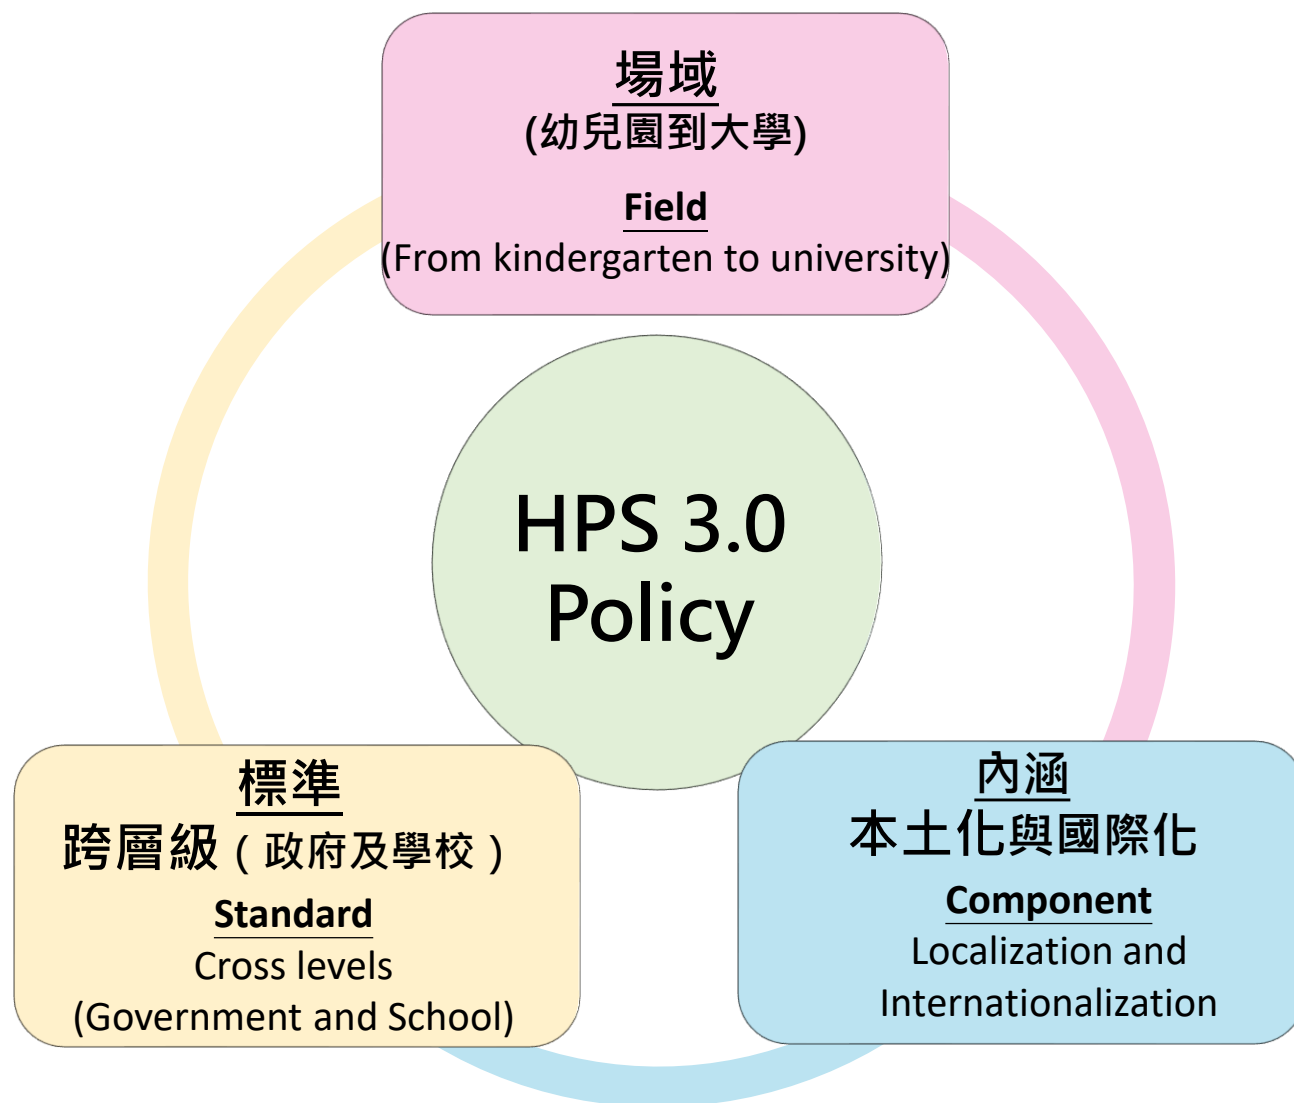 場域
(幼兒園到大學)
Field
(From kindergarten to university)
HPS 3.0
Policy
標準
跨層級（政府及學校）
Standard
Cross levels
(Government and School)
內涵
本土化與國際化
Component
Localization and
Internationalization